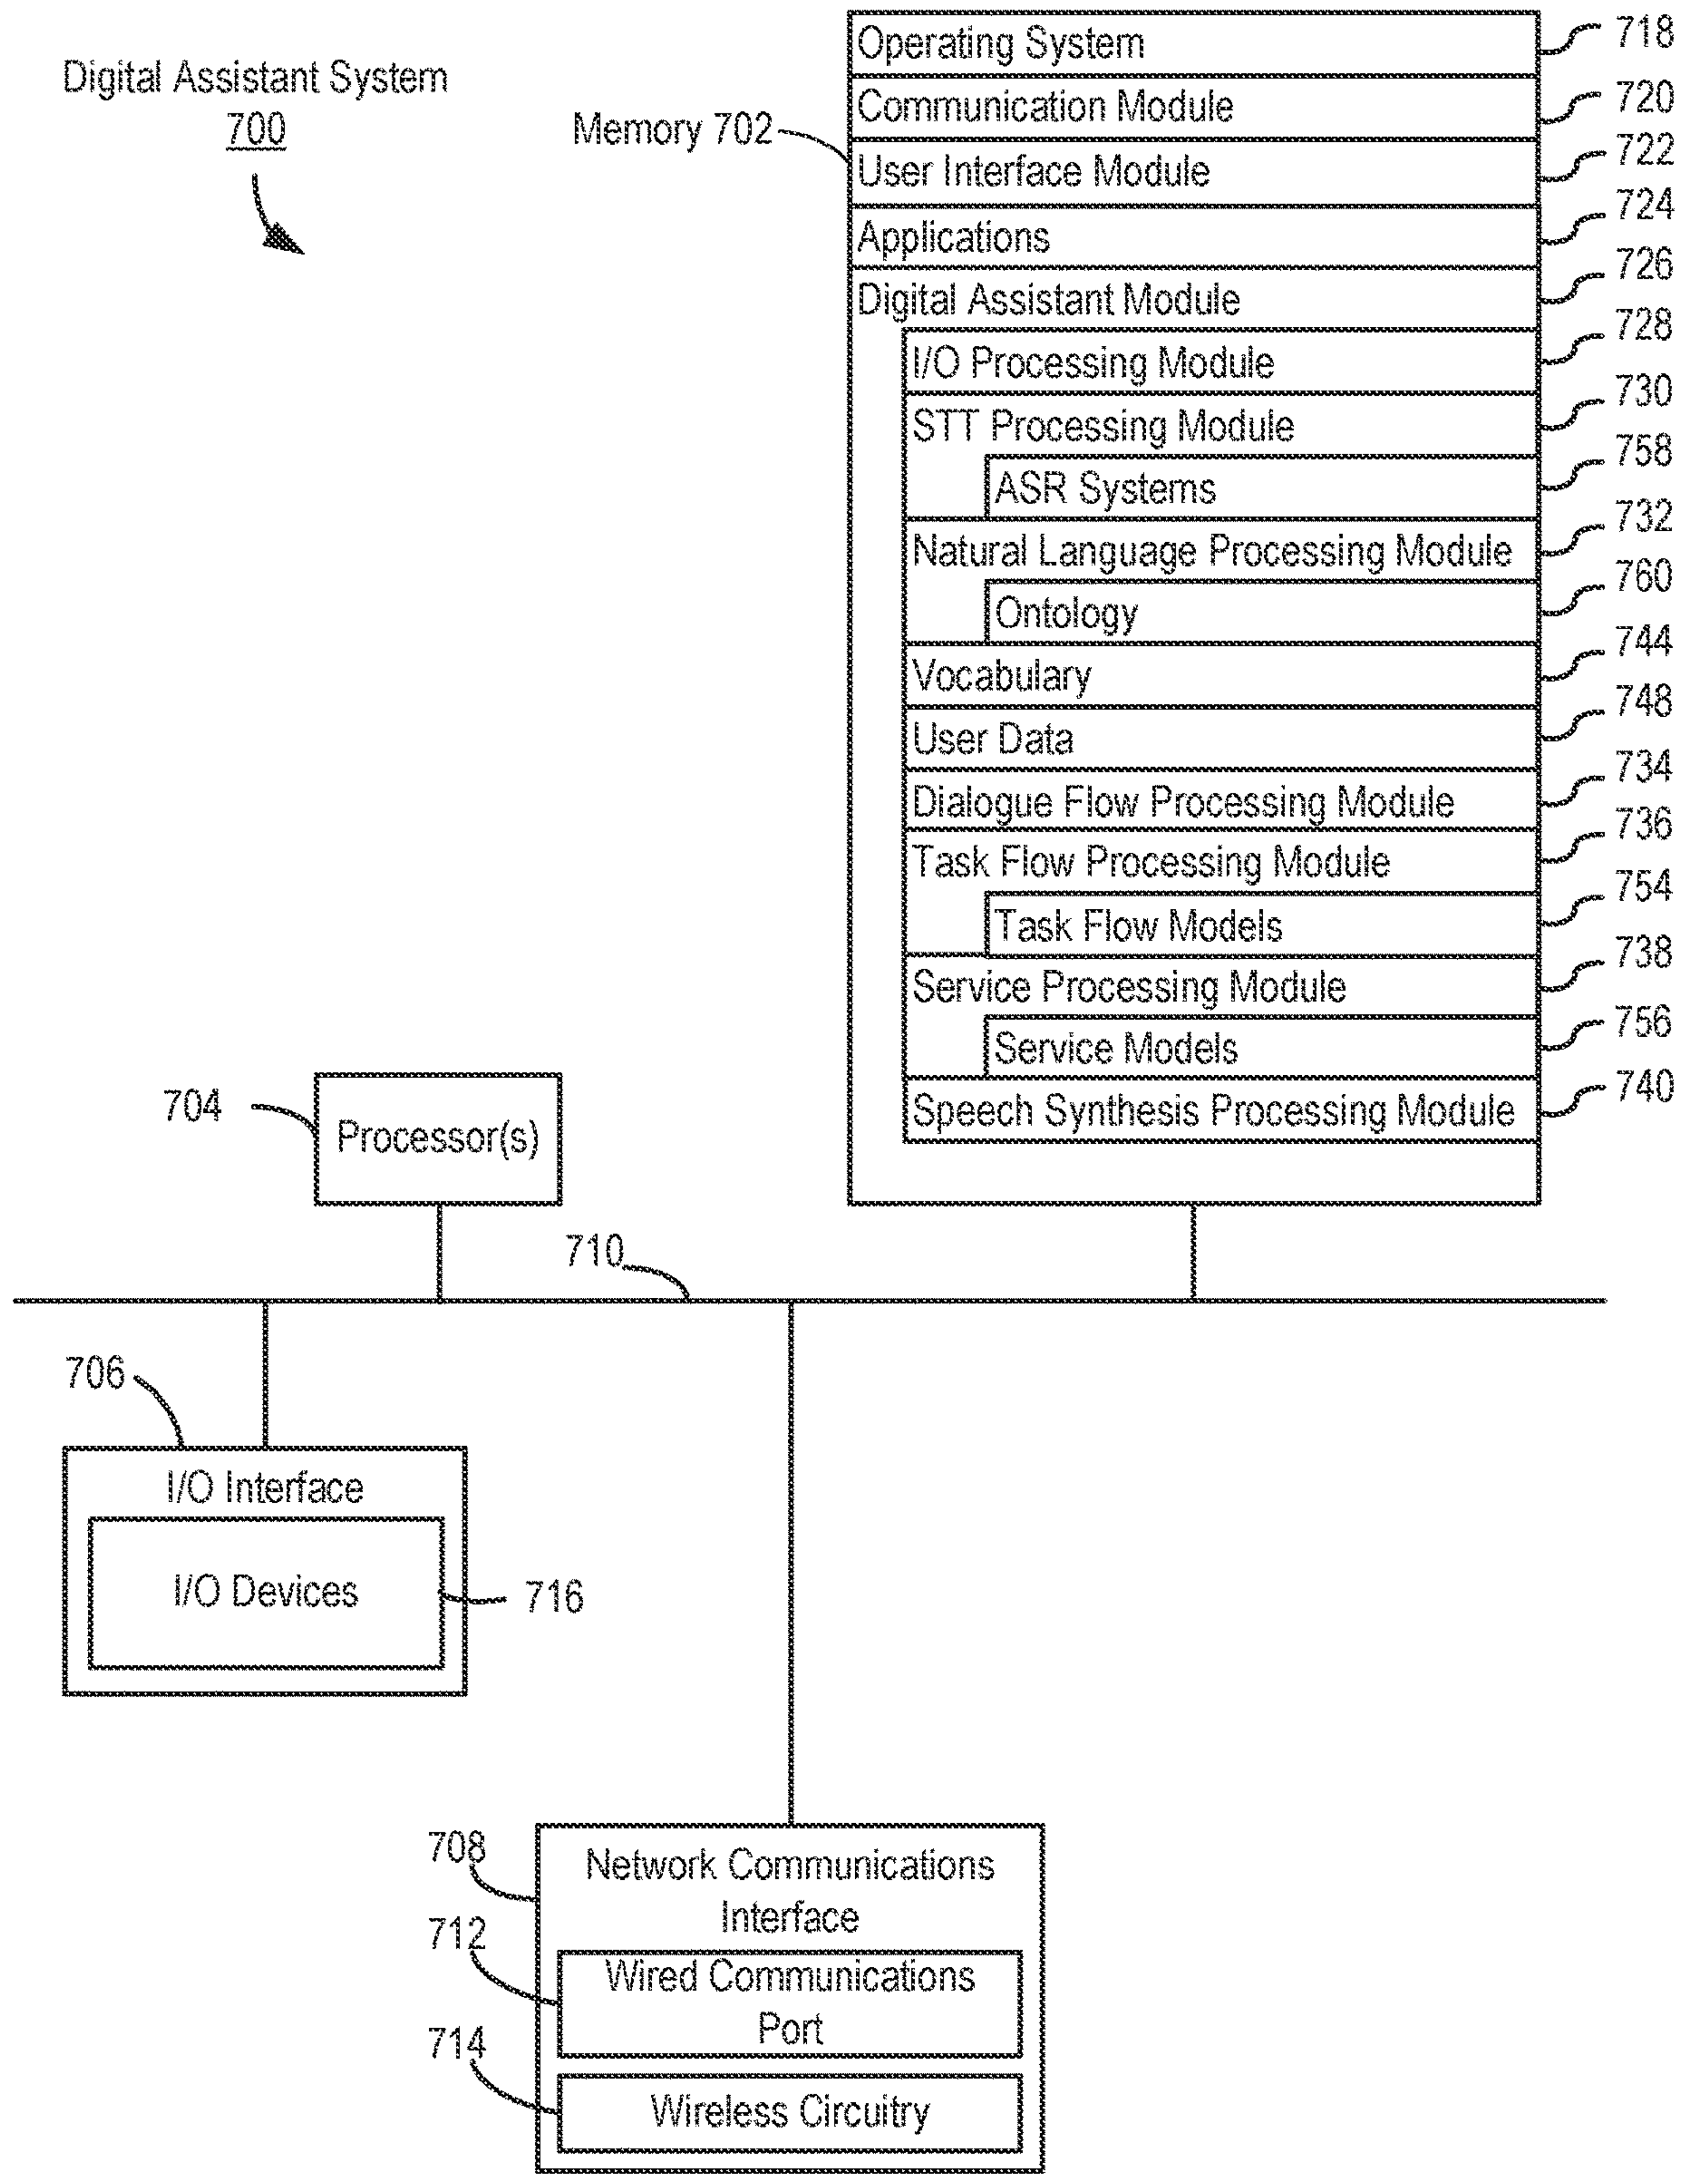 Digital Assistant System
700
Memory 702
Operating System 718
Communication Module 720
User Interface Module 722
Applications 724
Digital Assistant Module 726
I/O Processing Module 728
STT Processing Module 730
ASR Systems 758
Natural Language Processing Module 732
Ontology 760
Vocabulary 744
User Data 748
Dialogue Flow Processing Module 734
Task Flow Processing Module 736
Task Flow Models 754
Service Processing Module 738
Service Models 756
Speech Synthesis Processing Module 740
704
Processor(s)
710
706
I/O Interface
I/O Devices
716
708
Network Communications
Interface
712
Wired Communications
Port
714
Wireless Circuitry